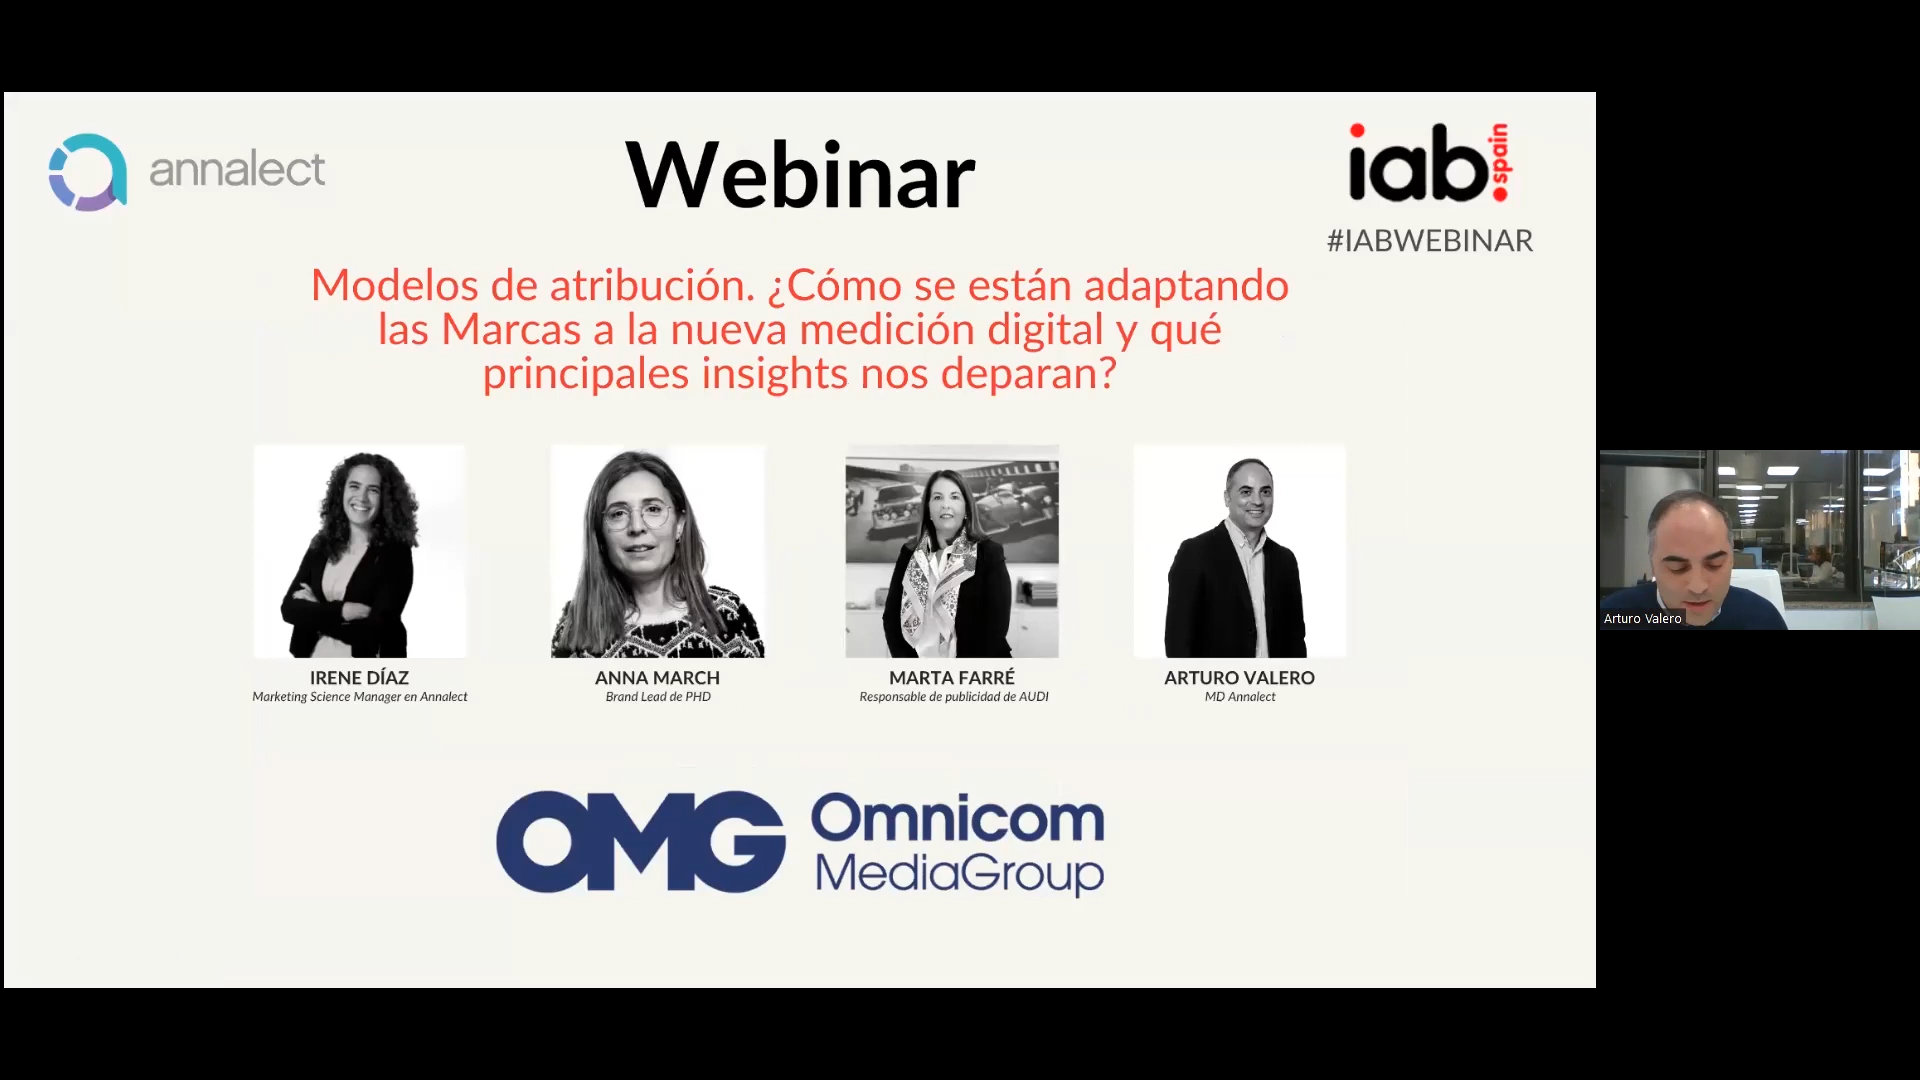 annalect
Webinar
iab
spain
#IABWEBINAR
Modelos de atribución. ¿Cómo se están adaptando
las Marcas a la nueva medición digital y qué
principales insights nos deparan?
IRENE DÍAZ
Marketing Science Manager en Annalect
ANNA MARCH
Brand Lead de PHD
MARTA FARRÉ
Responsable de publicidad de AUDI
ARTURO VALERO
MD Annalect
OMG
Omnicom
MediaGroup
Arturo Valero